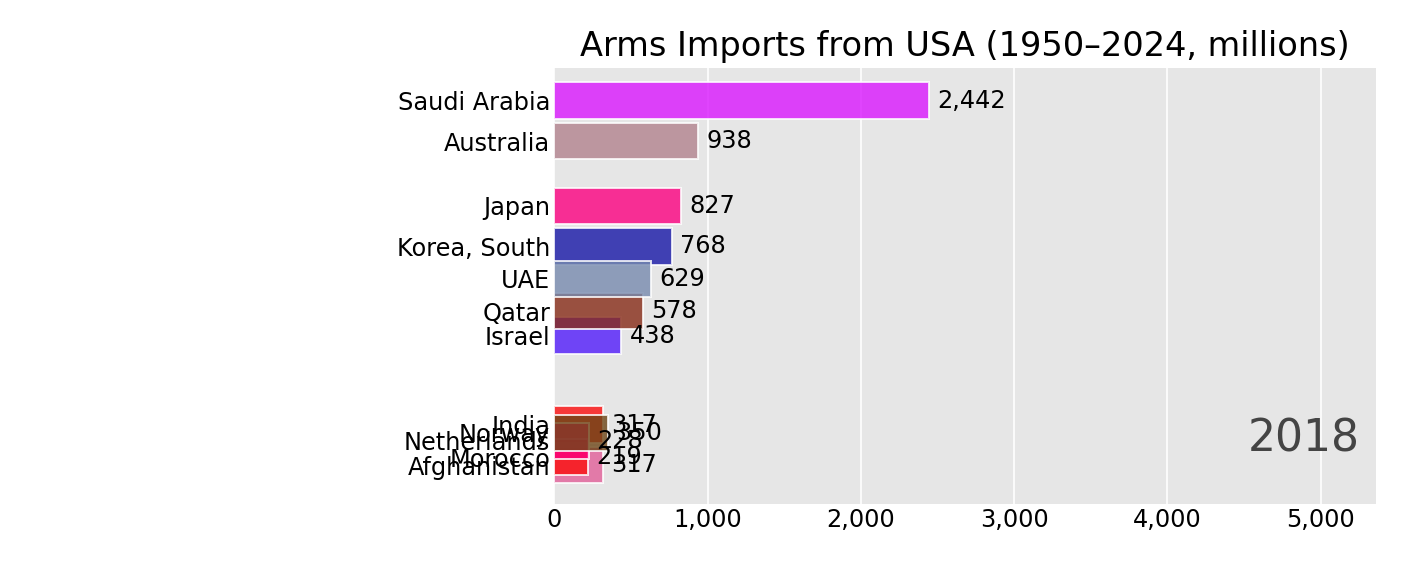 Arms Imports from USA (1950–2024, millions)
Saudi Arabia 2,442
Australia 938
Japan 827
Korea, South 768
UAE 629
Qatar 578
Israel 438
India 317
Norway 350
Netherlands 228
Morocco 219
Afghanistan 317
2018
0 1,000 2,000 3,000 4,000 5,000